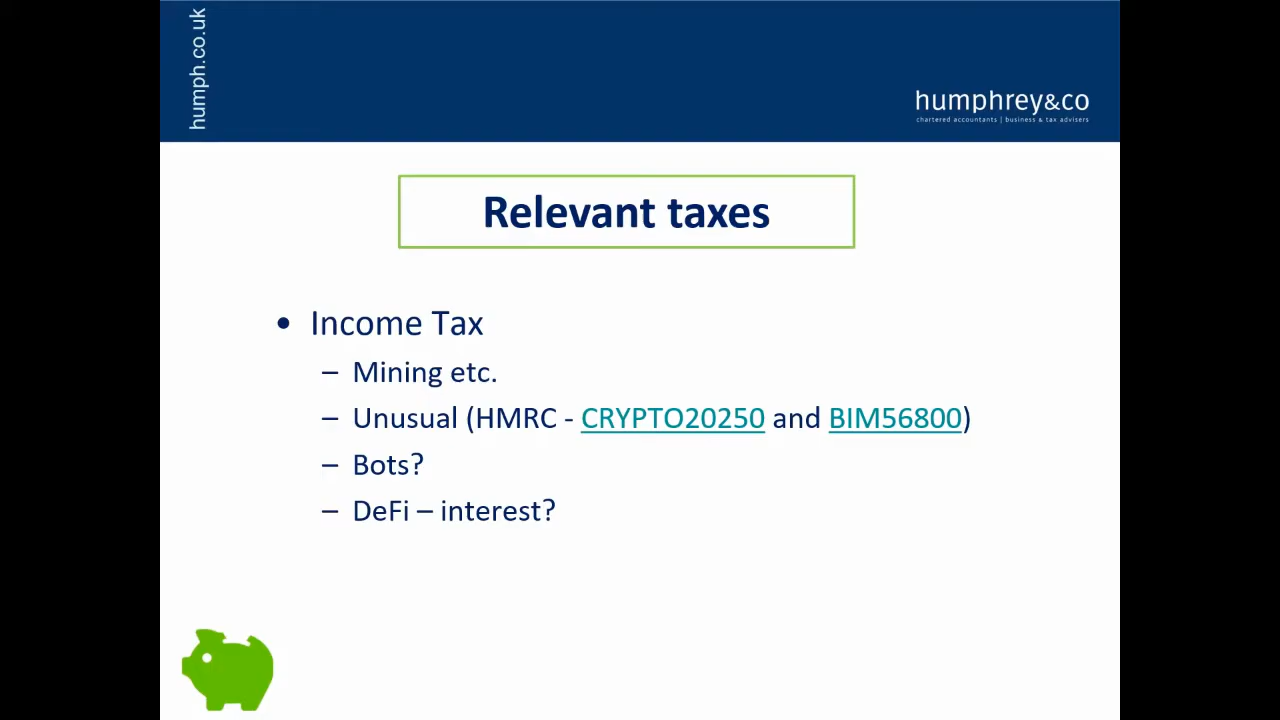 humph.co.uk
humphrey&co
chartered accountants | business & tax advisers
Relevant taxes
• Income Tax
– Mining etc.
– Unusual (HMRC - CRYPTO20250 and BIM56800)
– Bots?
– DeFi – interest?